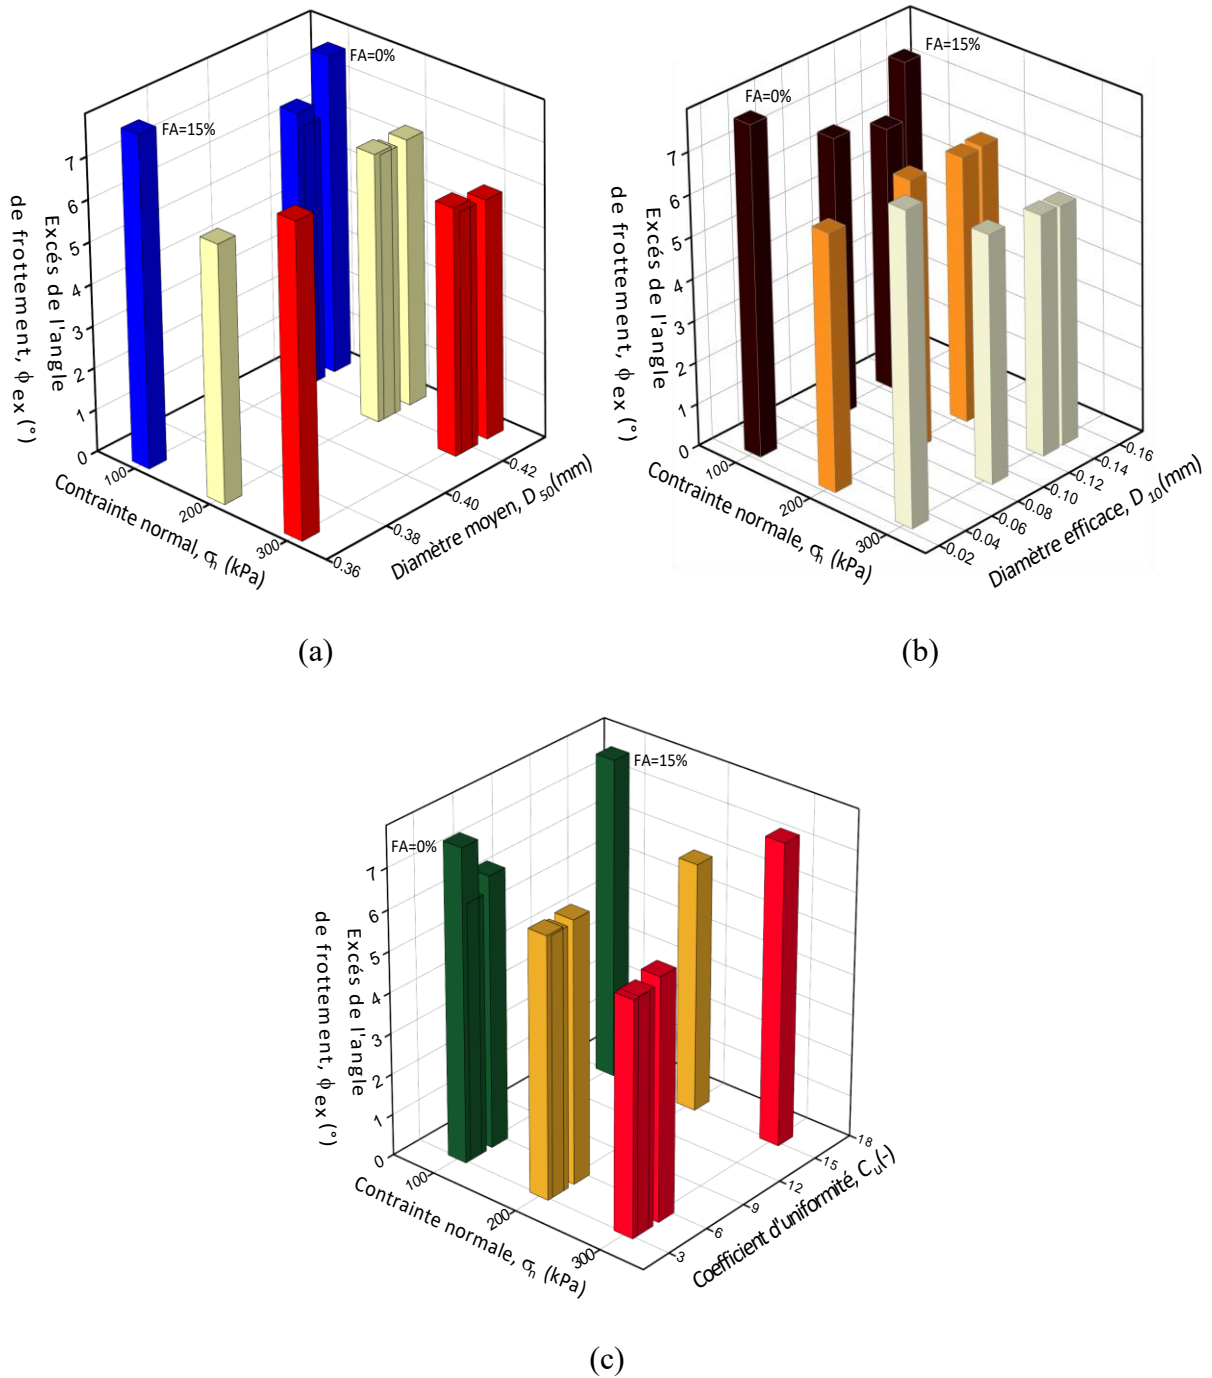 FA=0%
FA=15%
7
6
5
4
3
2
1
0
Excés de l'angle
de frottement, ϕex(°)
100
200
300
Contrainte normal, σn (kPa)
0.36
0.38
0.40
0.42
Diamètre moyen, D50(mm)
(a)
FA=15%
FA=0%
7
6
5
4
3
2
1
0
Excés de l'angle
de frottement, ϕex(°)
100
200
300
Contrainte normale, σn (kPa)
0.02
0.04
0.06
0.08
0.10
0.12
0.14
0.16
Diamètre efficace, D10(mm)
(b)
FA=15%
FA=0%
7
6
5
4
3
2
1
0
Excés de l'angle
de frottement, ϕex(°)
100
200
300
Contrainte normale, σn (kPa)
3
6
9
12
15
18
Coefficient d'uniformité, Cu(-)
(c)